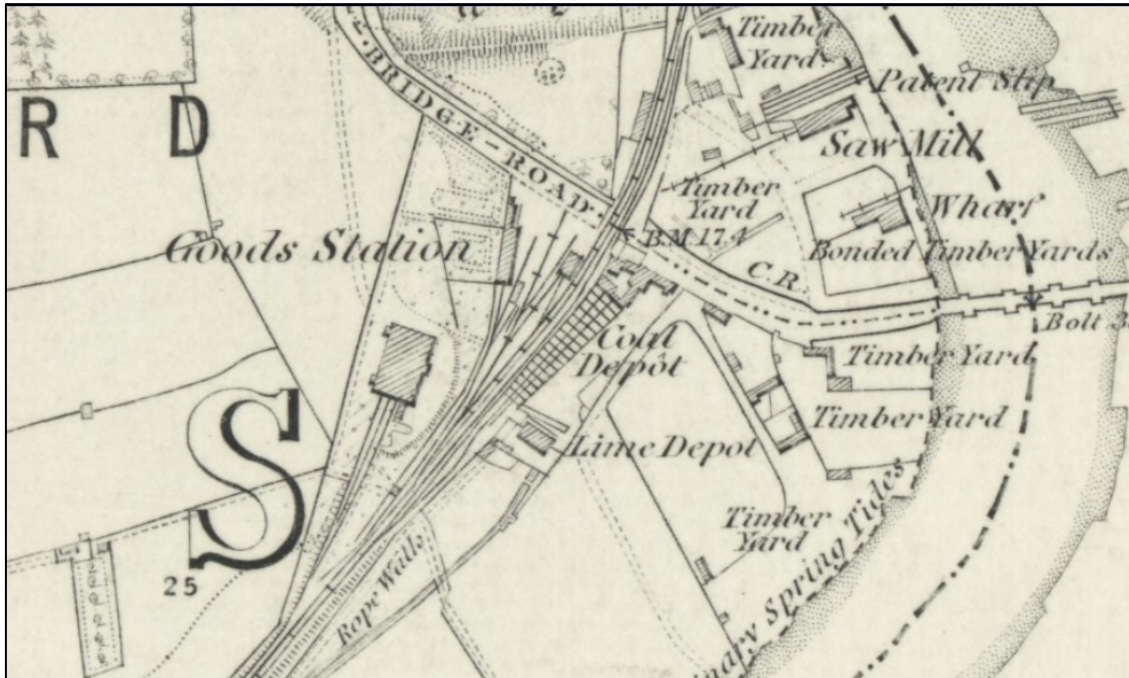 Timber
Yard
Patent Slip
BRIDGE-ROAD
R D
Saw Mill
Timber
Yard
Wharf
Goods Station
B.M.17.4
Bonded Timber Yards
C.R.
Bolt
Coal
Depôt
Timber Yard
Timber Yard
Lime Depot
S
Timber
Yard
25
Rope Walls
Spring Tides